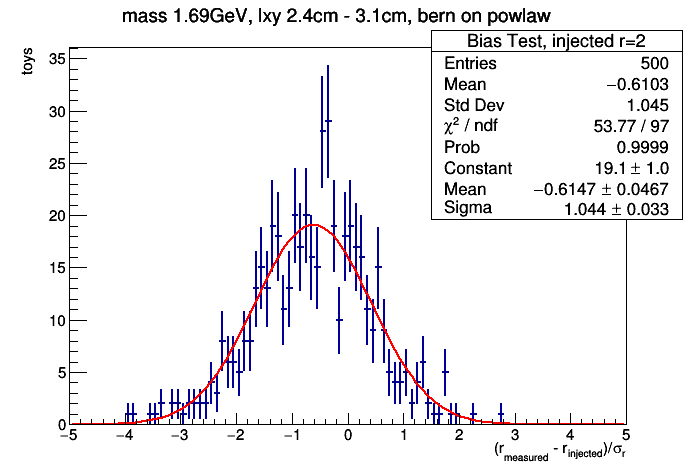 mass 1.69GeV, lxy 2.4cm - 3.1cm, bern on powlaw
Bias Test, injected r=2
Entries 500
Mean −0.6103
Std Dev 1.045
χ² / ndf 53.77 / 97
Prob 0.9999
Constant 19.1 ± 1.0
Mean −0.6147 ± 0.0467
Sigma 1.044 ± 0.033
toys
35
30
25
20
15
10
5
0
−5 −4 −3 −2 −1 0 1 2 3 4 5
(r_measured - r_injected)/σ_r